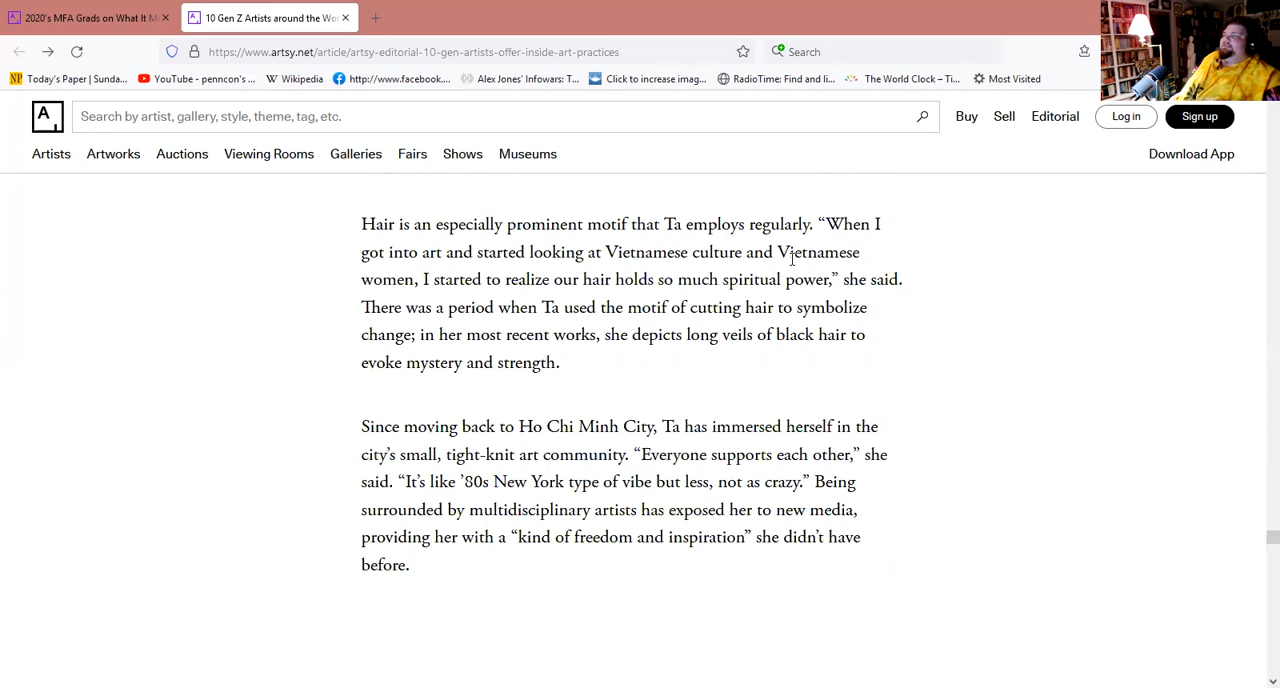 2020's MFA Grads on What It M
10 Gen Z Artists around the Wo
https://www.artsy.net/article/artsy-editorial-10-gen-artists-offer-inside-art-practices
Search
Today's Paper | Sunda...
YouTube - penncon's ...
Wikipedia
http://www.facebook....
Alex Jones' Infowars: T...
Click to increase imag...
RadioTime: Find and li...
The World Clock – Ti...
Most Visited
A
Search by artist, gallery, style, theme, tag, etc.
Buy
Sell
Editorial
Log in
Sign up
Artists
Artworks
Auctions
Viewing Rooms
Galleries
Fairs
Shows
Museums
Download App
Hair is an especially prominent motif that Ta employs regularly. “When I
got into art and started looking at Vietnamese culture and Vietnamese
women, I started to realize our hair holds so much spiritual power,” she said.
There was a period when Ta used the motif of cutting hair to symbolize
change; in her most recent works, she depicts long veils of black hair to
evoke mystery and strength.
Since moving back to Ho Chi Minh City, Ta has immersed herself in the
city’s small, tight-knit art community. “Everyone supports each other,” she
said. “It’s like ’80s New York type of vibe but less, not as crazy.” Being
surrounded by multidisciplinary artists has exposed her to new media,
providing her with a “kind of freedom and inspiration” she didn’t have
before.